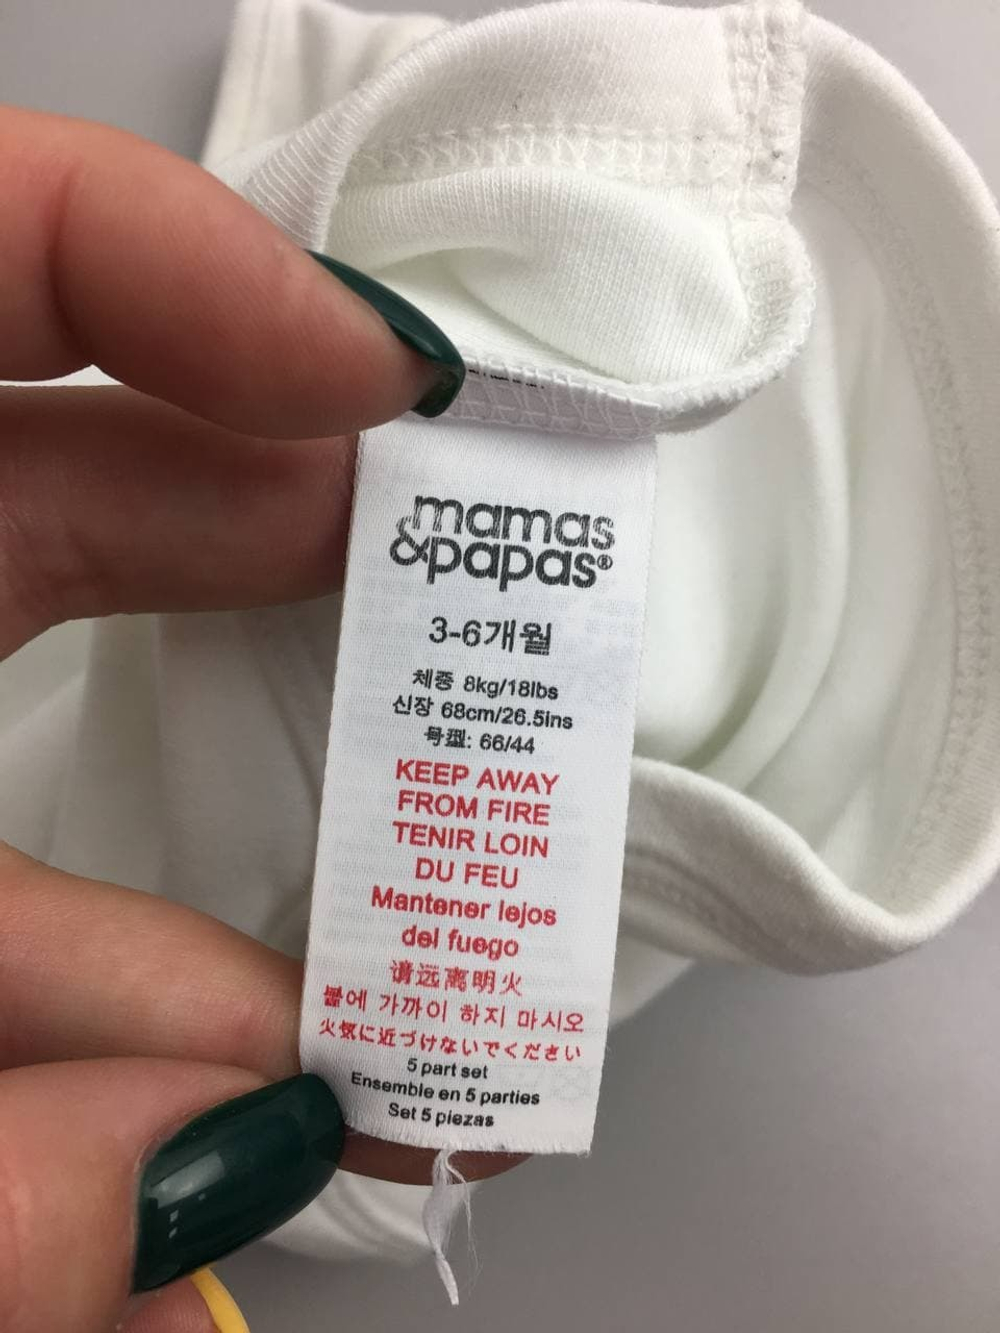 mamas
&papas®
3-6개월
체중 8kg/18lbs
신장 68cm/26.5ins
号型: 66/44
KEEP AWAY
FROM FIRE
TENIR LOIN
DU FEU
Mantener lejos
del fuego
请远离明火
불에 가까이 하지 마시오
火気に近づけないでください
5 part set
Ensemble en 5 parties
Set 5 piezas